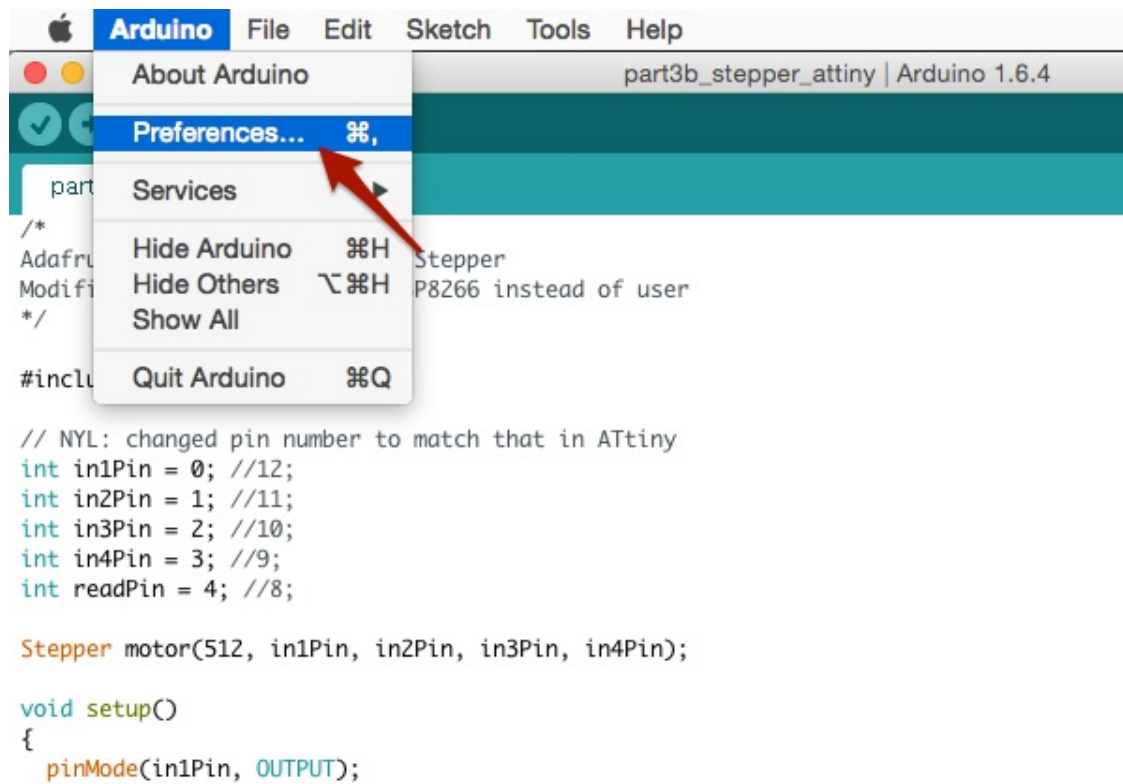 Arduino File Edit Sketch Tools Help
part3b_stepper_attiny | Arduino 1.6.4
About Arduino
Preferences... ⌘,
Services
Hide Arduino ⌘H
Hide Others ⌥⌘H
Show All
Quit Arduino ⌘Q
part
/*
Adafru Stepper
Modifi P8266 instead of user
*/
#inclu
// NYL: changed pin number to match that in ATtiny
int in1Pin = 0; //12;
int in2Pin = 1; //11;
int in3Pin = 2; //10;
int in4Pin = 3; //9;
int readPin = 4; //8;
Stepper motor(512, in1Pin, in2Pin, in3Pin, in4Pin);
void setup()
{
pinMode(in1Pin, OUTPUT);